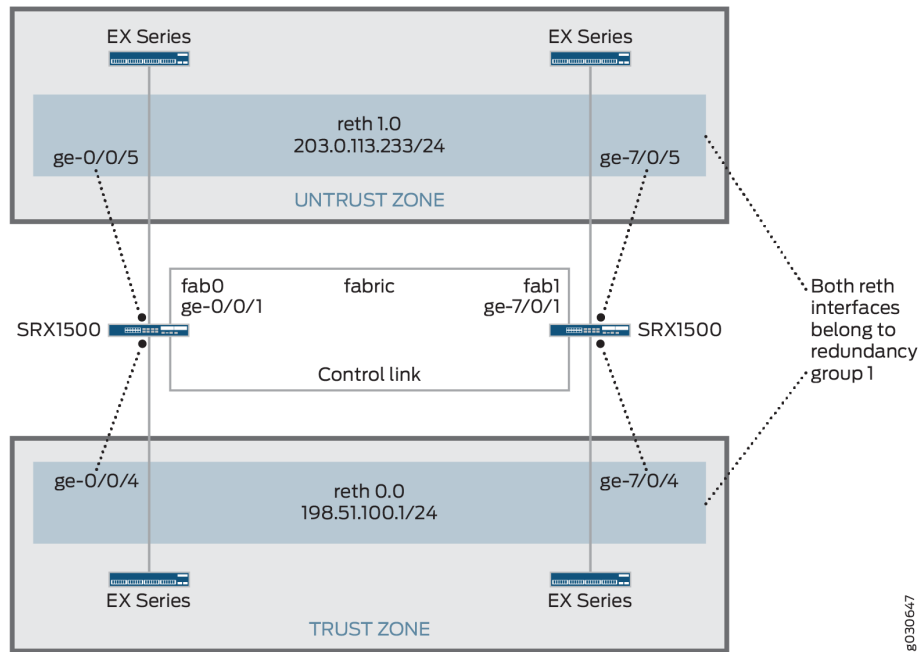 EX Series
EX Series
reth 1.0
203.0.113.233/24
ge-0/0/5
ge-7/0/5
UNTRUST ZONE
fab0
fabric
fab1
ge-0/0/1
ge-7/0/1
SRX1500
SRX1500
Control link
Both reth
interfaces
belong to
redundancy
group 1
ge-0/0/4
ge-7/0/4
reth 0.0
198.51.100.1/24
EX Series
EX Series
TRUST ZONE
g030647